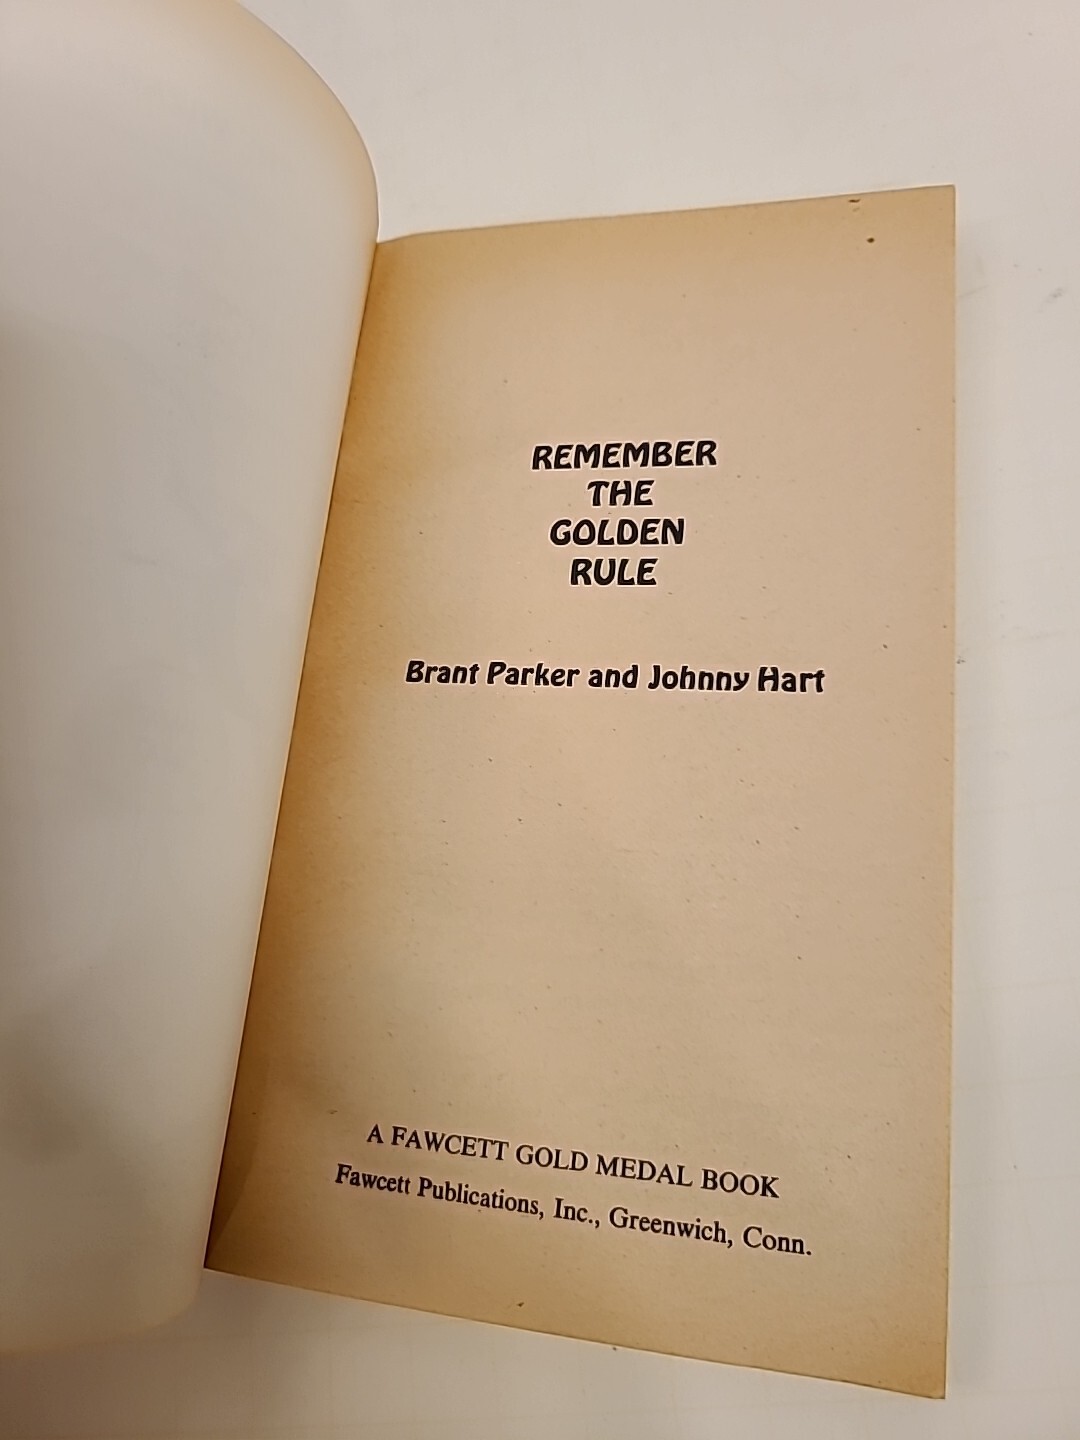 REMEMBER
THE
GOLDEN
RULE
Brant Parker and Johnny Hart
A FAWCETT GOLD MEDAL BOOK
Fawcett Publications, Inc., Greenwich, Conn.